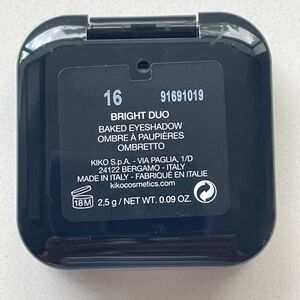 16 91691019
BRIGHT DUO
BAKED EYESHADOW
OMBRE À PAUPIÈRES
OMBRETTO
KIKO S.p.A. - VIA PAGLIA, 1/D
24122 BERGAMO - ITALY
MADE IN ITALY - FABRIQUÉ EN ITALIE
kikocosmetics.com
18M 2,5 g / NET WT. 0.09 OZ.